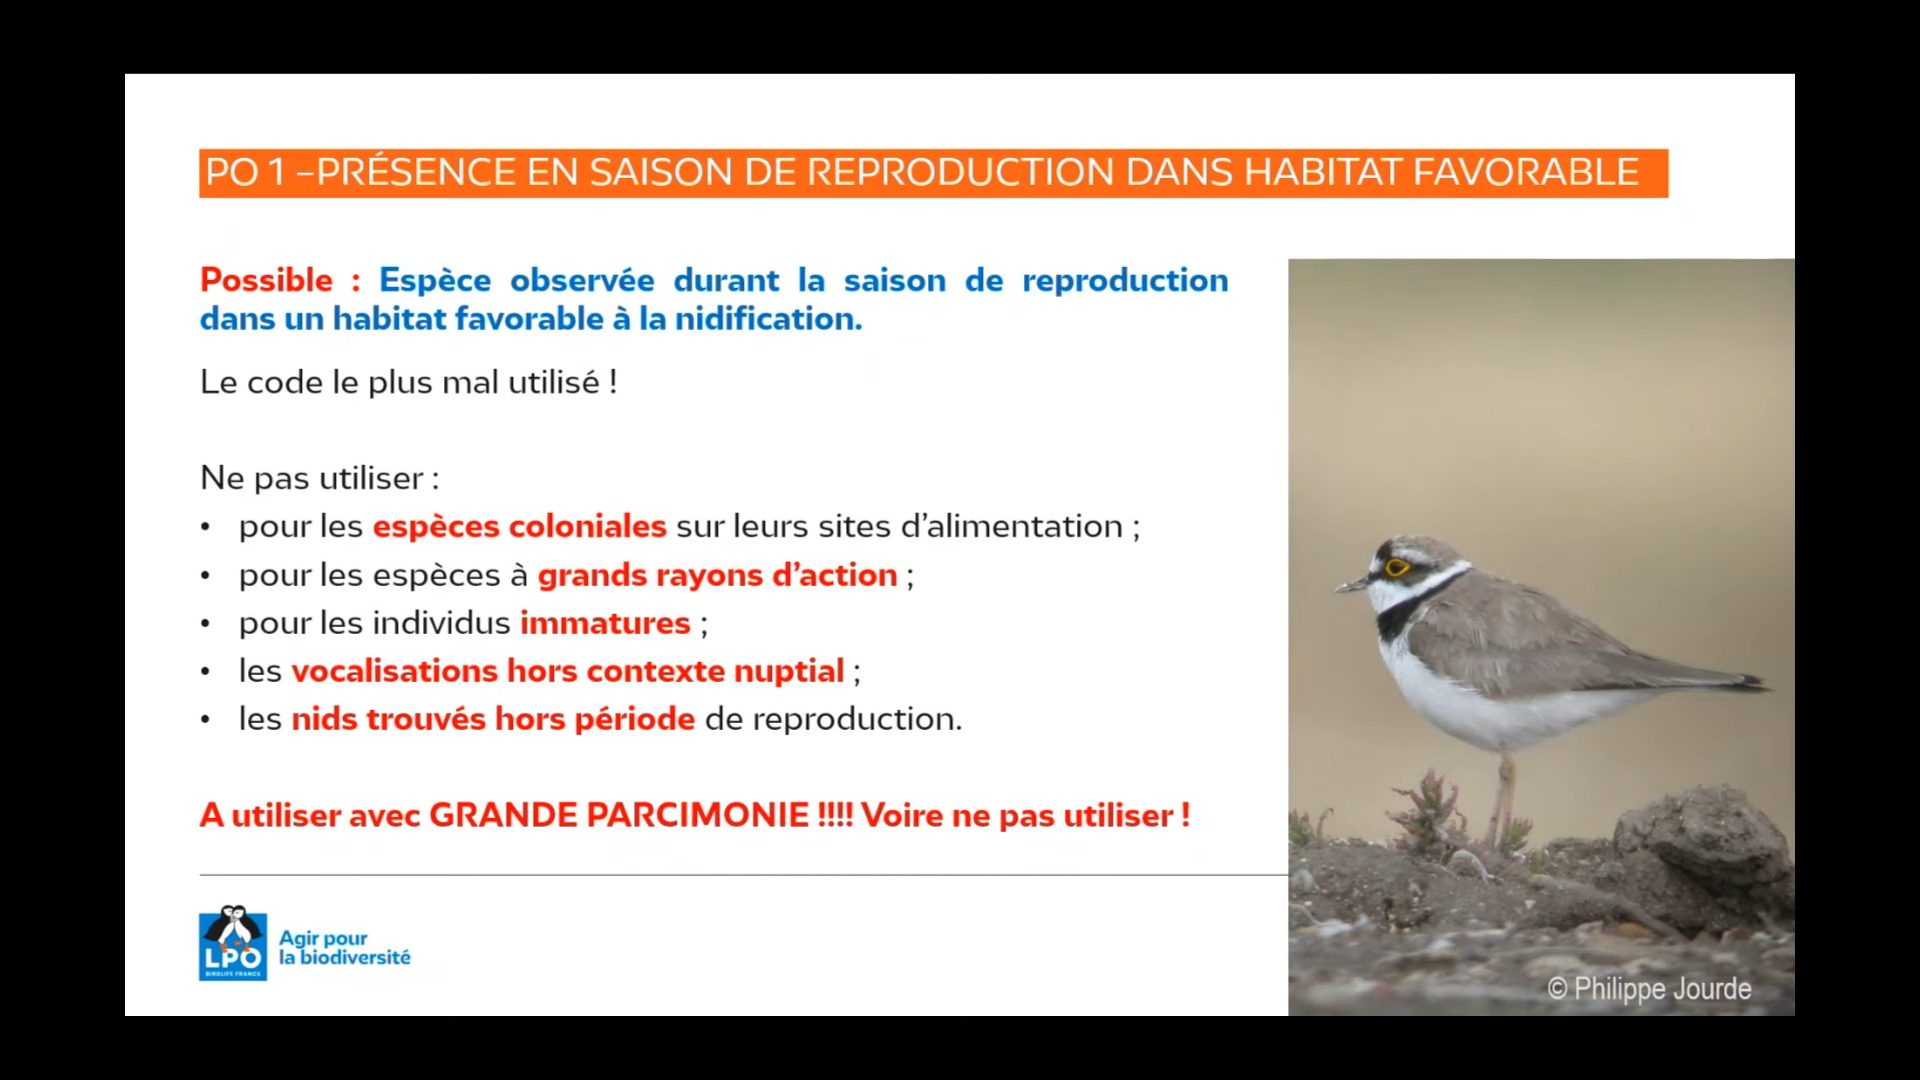 PO 1 –PRÉSENCE EN SAISON DE REPRODUCTION DANS HABITAT FAVORABLE
Possible : Espèce observée durant la saison de reproduction
dans un habitat favorable à la nidification.
Le code le plus mal utilisé !
Ne pas utiliser :
• pour les espèces coloniales sur leurs sites d’alimentation ;
• pour les espèces à grands rayons d’action ;
• pour les individus immatures ;
• les vocalisations hors contexte nuptial ;
• les nids trouvés hors période de reproduction.
A utiliser avec GRANDE PARCIMONIE !!!! Voire ne pas utiliser !
LPO
BIRDLIFE FRANCE
Agir pour
la biodiversité
© Philippe Jourde